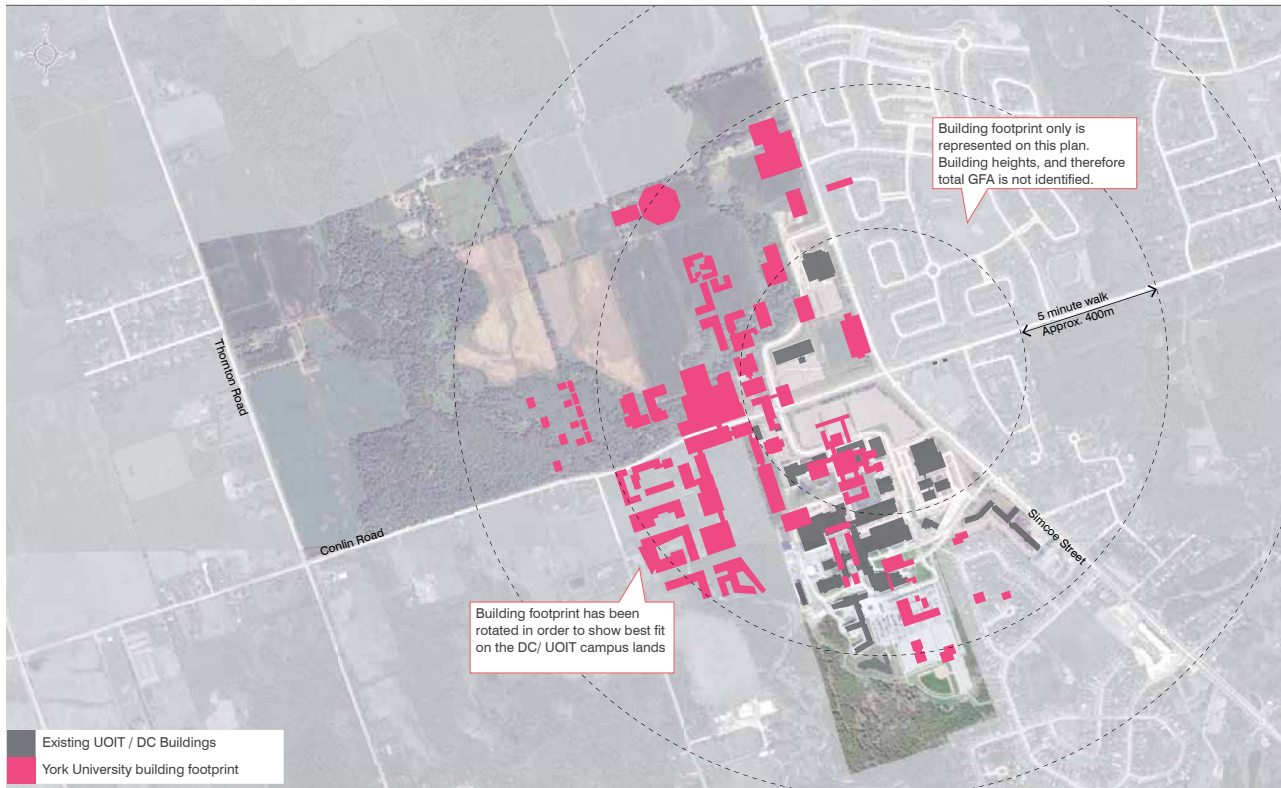 Building footprint only is
represented on this plan.
Building heights, and therefore
total GFA is not identified.
5 minute walk
Approx. 400m
Thornton Road
Conlin Road
Simcoe Street
Building footprint has been
rotated in order to show best fit
on the DC/ UOIT campus lands
Existing UOIT / DC Buildings
York University building footprint